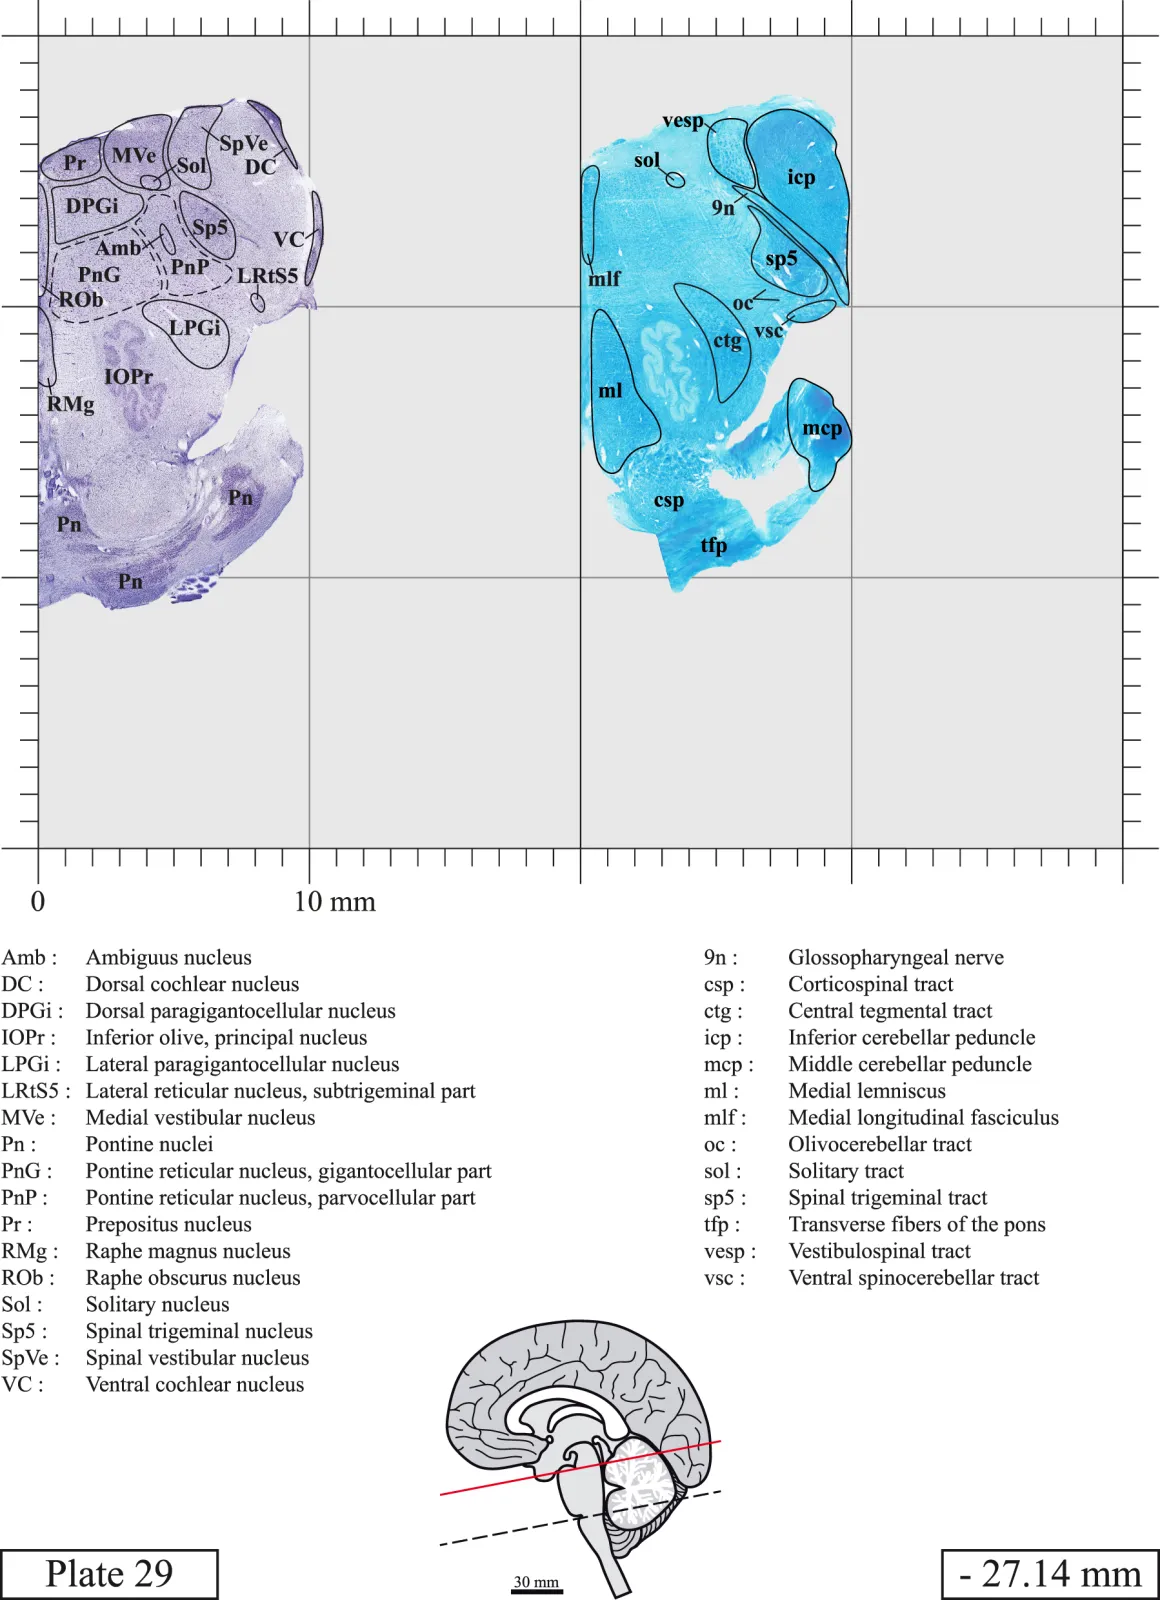 Pr
MVe
Sol
SpVe
DC
DPGi
Sp5
Amb
VC
PnG
PnP
LRtS5
ROb
LPGi
IOPr
RMg
Pn
Pn
Pn
vesp
sol
icp
9n
sp5
mlf
oc
vsc
ctg
ml
mcp
csp
tfp
0
10 mm
Amb : Ambiguus nucleus
DC : Dorsal cochlear nucleus
DPGi : Dorsal paragigantocellular nucleus
IOPr : Inferior olive, principal nucleus
LPGi : Lateral paragigantocellular nucleus
LRtS5 : Lateral reticular nucleus, subtrigeminal part
MVe : Medial vestibular nucleus
Pn : Pontine nuclei
PnG : Pontine reticular nucleus, gigantocellular part
PnP : Pontine reticular nucleus, parvocellular part
Pr : Prepositus nucleus
RMg : Raphe magnus nucleus
ROb : Raphe obscurus nucleus
Sol : Solitary nucleus
Sp5 : Spinal trigeminal nucleus
SpVe : Spinal vestibular nucleus
VC : Ventral cochlear nucleus
9n : Glossopharyngeal nerve
csp : Corticospinal tract
ctg : Central tegmental tract
icp : Inferior cerebellar peduncle
mcp : Middle cerebellar peduncle
ml : Medial lemniscus
mlf : Medial longitudinal fasciculus
oc : Olivocerebellar tract
sol : Solitary tract
sp5 : Spinal trigeminal tract
tfp : Transverse fibers of the pons
vesp : Vestibulospinal tract
vsc : Ventral spinocerebellar tract
Plate 29
30 mm
- 27.14 mm